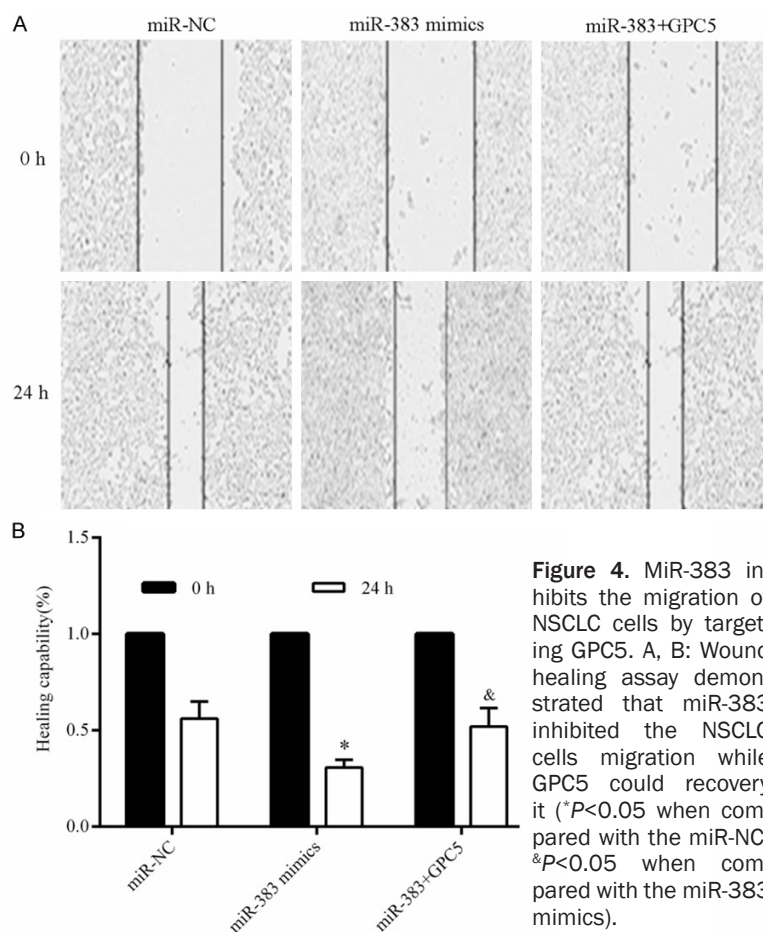 A
miR-NC
miR-383 mimics
miR-383+GPC5
0 h
24 h
B
1.5
1.0
0.5
0.0
Healing capability(%)
0 h
24 h
*
&
miR-NC
miR-383 mimics
miR-383+GPC5
Figure 4. MiR-383 in
hibits the migration o
NSCLC cells by target
ing GPC5. A, B: Wound
healing assay demon
strated that miR-383
inhibited the NSCLC
cells migration while
GPC5 could recovery
it (*P<0.05 when com
pared with the miR-NC
&P<0.05 when com
pared with the miR-383
mimics).